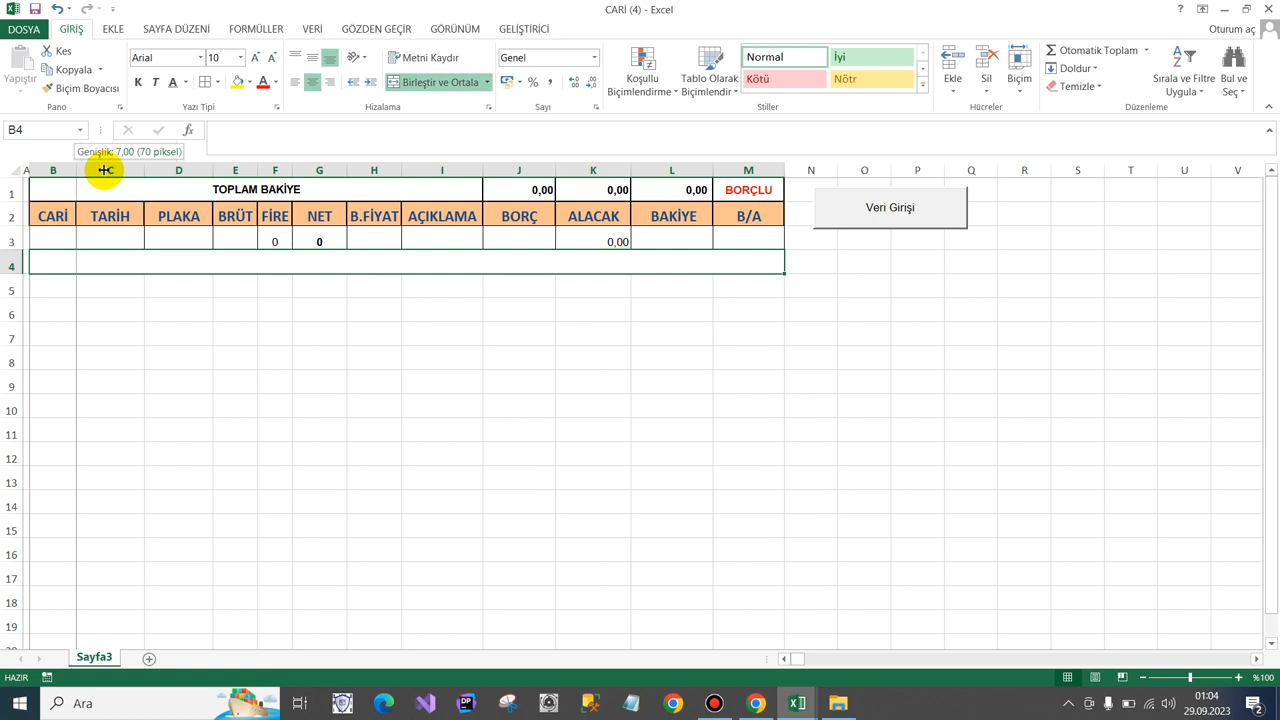 CARİ (4) - Excel
DOSYA GİRİŞ EKLE SAYFA DÜZENİ FORMÜLLER VERİ GÖZDEN GEÇİR GÖRÜNÜM GELİŞTİRİCİ Oturum aç
Yapıştır
Kes
Kopyala
Biçim Boyacısı
Pano
Arial 10
K T A
Yazı Tipi
Metni Kaydır
Birleştir ve Ortala
Hizalama
Genel
Sayı
Koşullu Biçimlendirme
Tablo Olarak Biçimlendir
Normal İyi
Kötü Nötr
Stiller
Ekle Sil Biçim
Hücreler
Otomatik Toplam
Doldur
Temizle
Sırala ve Filtre Uygula
Bul ve Seç
Düzenleme
B4
Genişlik: 7,00 (70 piksel)
A B C D E F G H I J K L M N O P Q R S T U V
1 TOPLAM BAKİYE 0,00 0,00 0,00 BORÇLU
Veri Girişi
2 CARİ TARİH PLAKA BRÜT FİRE NET B.FİYAT AÇIKLAMA BORÇ ALACAK BAKİYE B/A
3 0 0 0,00
4
5
6
7
8
9
10
11
12
13
14
15
16
17
18
19
Sayfa3
HAZIR %100
Ara
01:04
29.09.2023